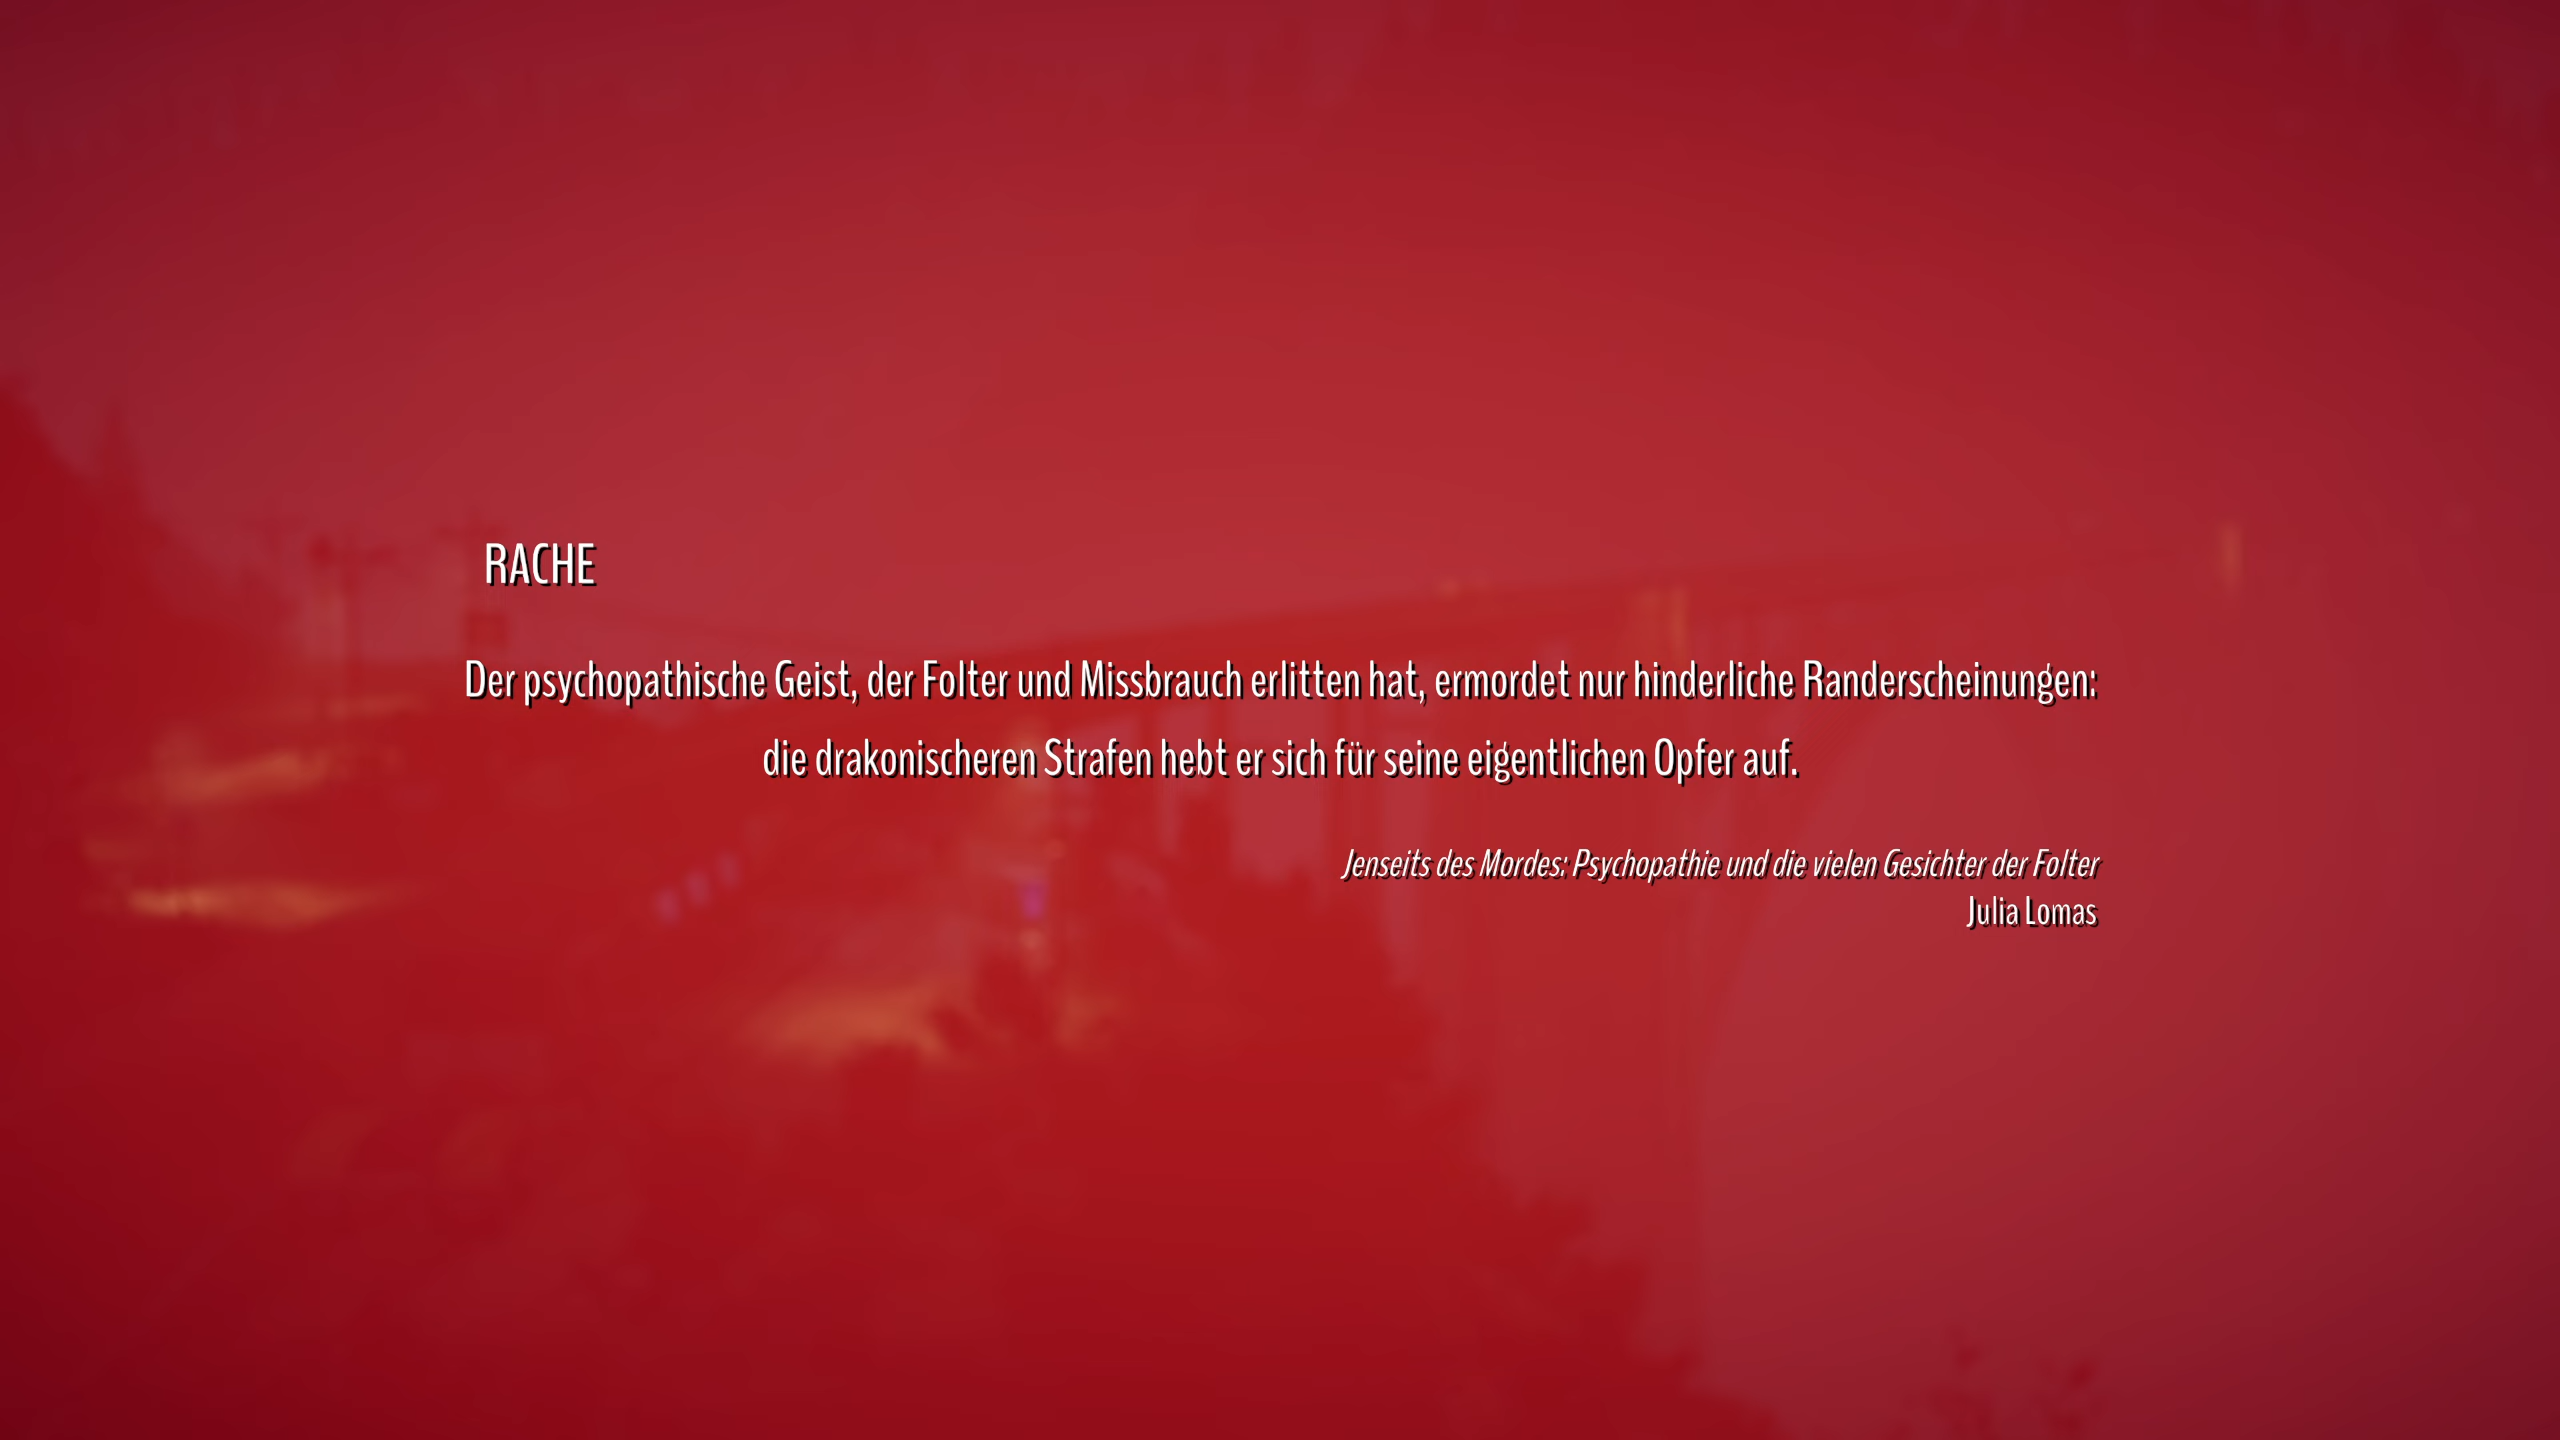 RACHE
Der psychopathische Geist, der Folter und Missbrauch erlitten hat, ermordet nur hinderliche Randerscheinungen:
die drakonischeren Strafen hebt er sich für seine eigentlichen Opfer auf.
Jenseits des Mordes: Psychopathie und die vielen Gesichter der Folter
Julia Lomas